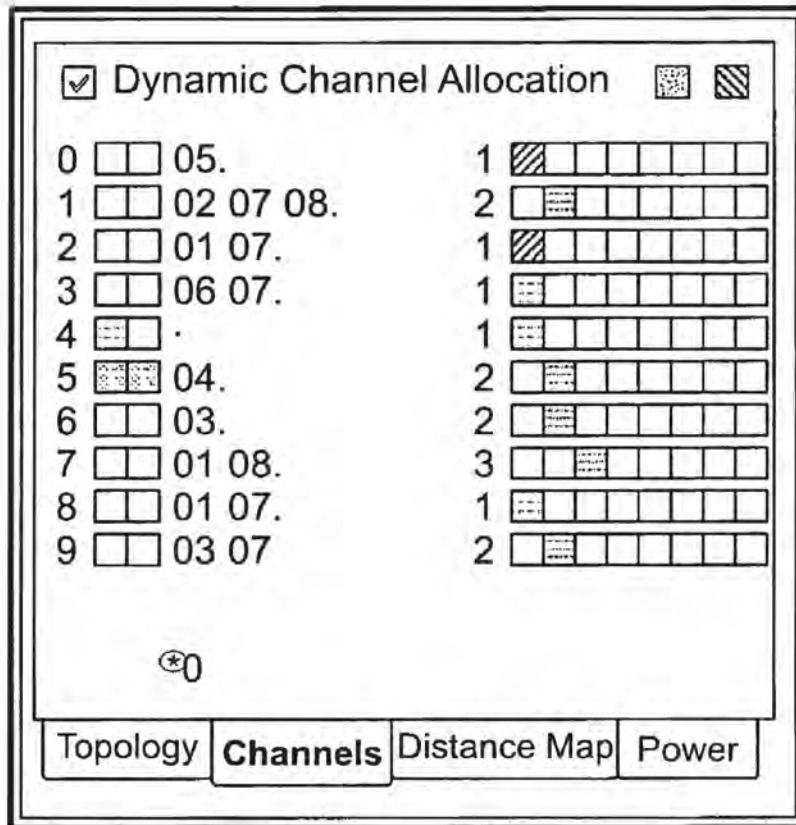 Dynamic Channel Allocation
0 05. 1
1 02 07 08. 2
2 01 07. 1
3 06 07. 1
4 . 1
5 04. 2
6 03. 2
7 01 08. 3
8 01 07. 1
9 03 07 2
*0
Topology Channels Distance Map Power